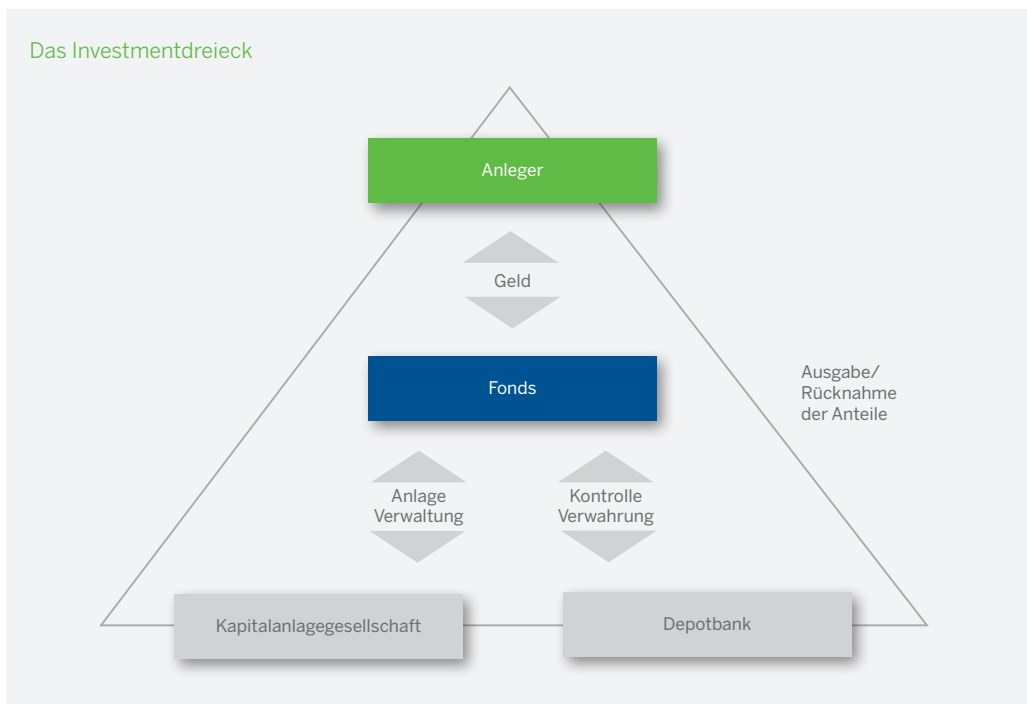 Das Investmentdreieck
Anleger
Geld
Fonds
Ausgabe/
Rücknahme
der Anteile
Anlage
Verwaltung
Kontrolle
Verwahrung
Kapitalanlagegesellschaft
Depotbank